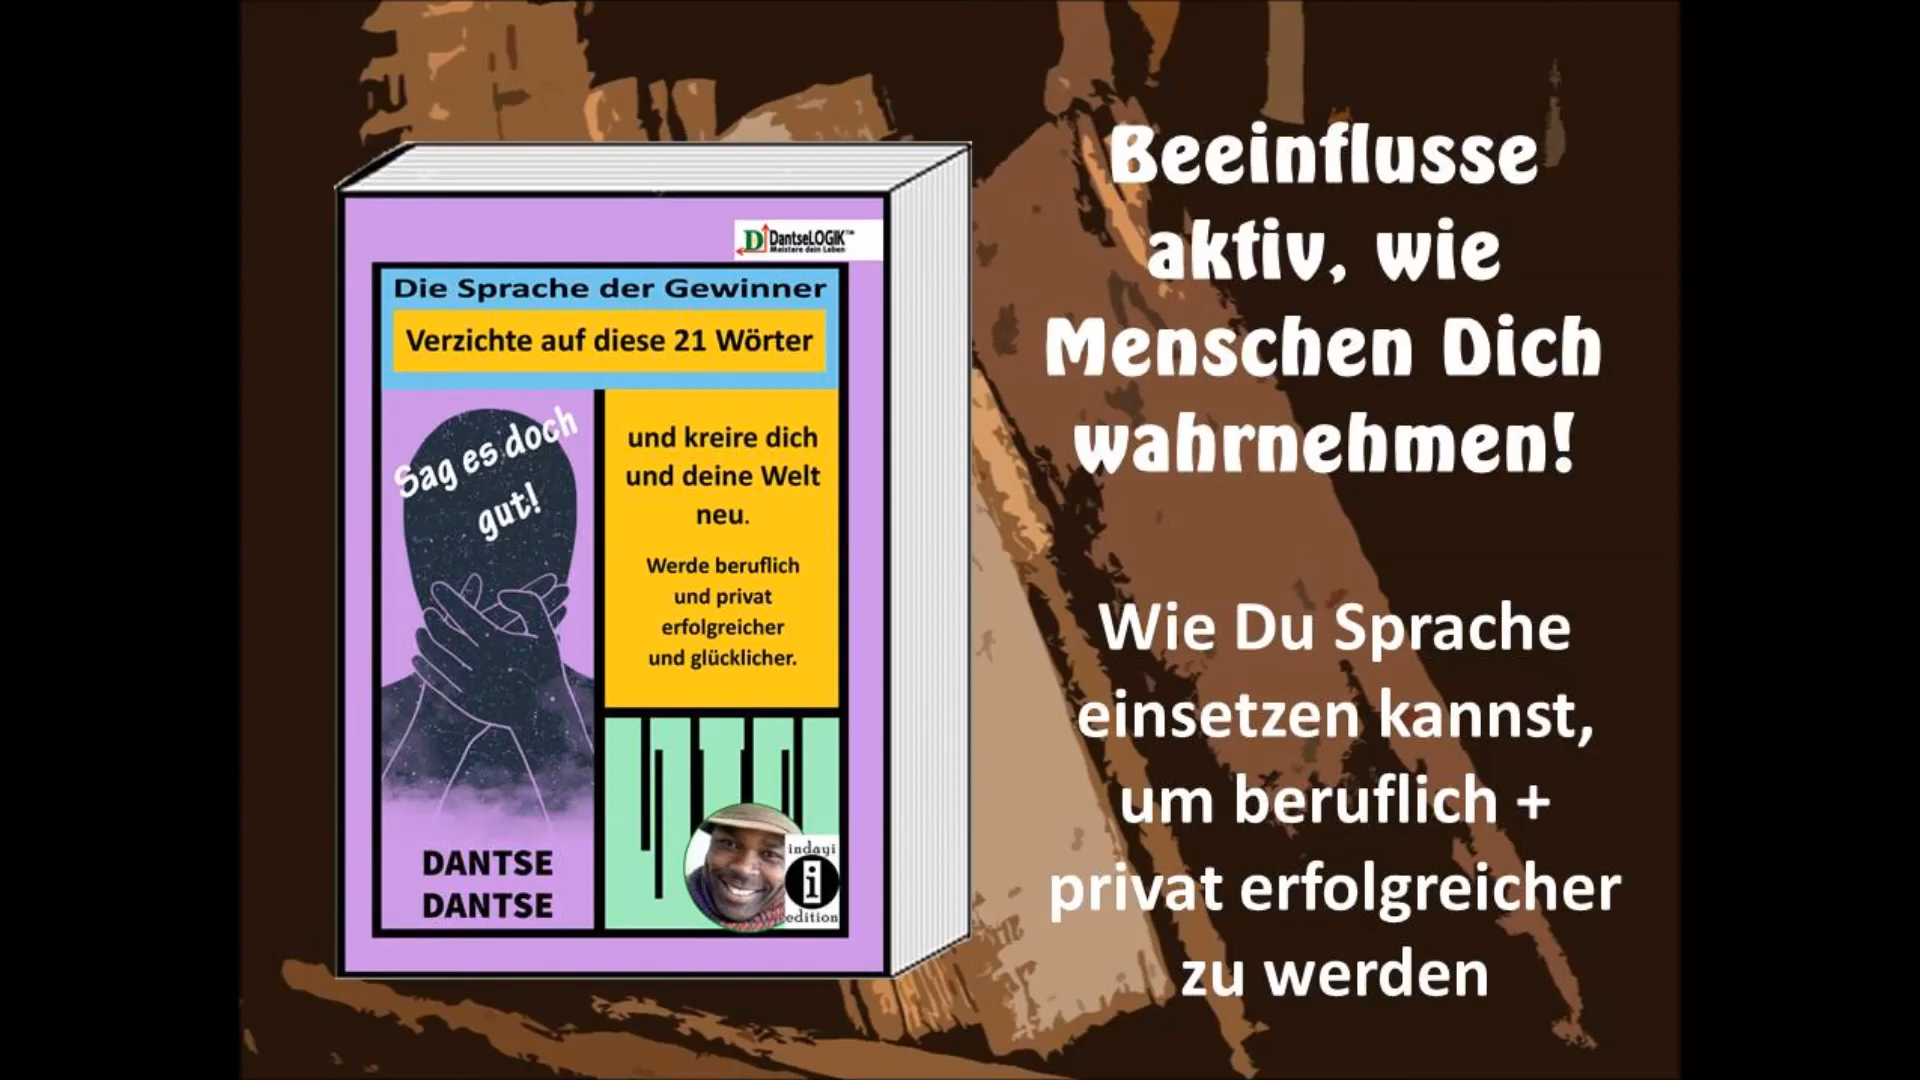 DantseLOGIK™
Meistere dein Leben
Die Sprache der Gewinner
Verzichte auf diese 21 Wörter
Sag es doch
gut!
und kreire dich
und deine Welt
neu.
Werde beruflich
und privat
erfolgreicher
und glücklicher.
DANTSE
DANTSE
indayi
i
edition
Beeinflusse
aktiv, wie
Menschen Dich
wahrnehmen!
Wie Du Sprache
einsetzen kannst,
um beruflich +
privat erfolgreicher
zu werden